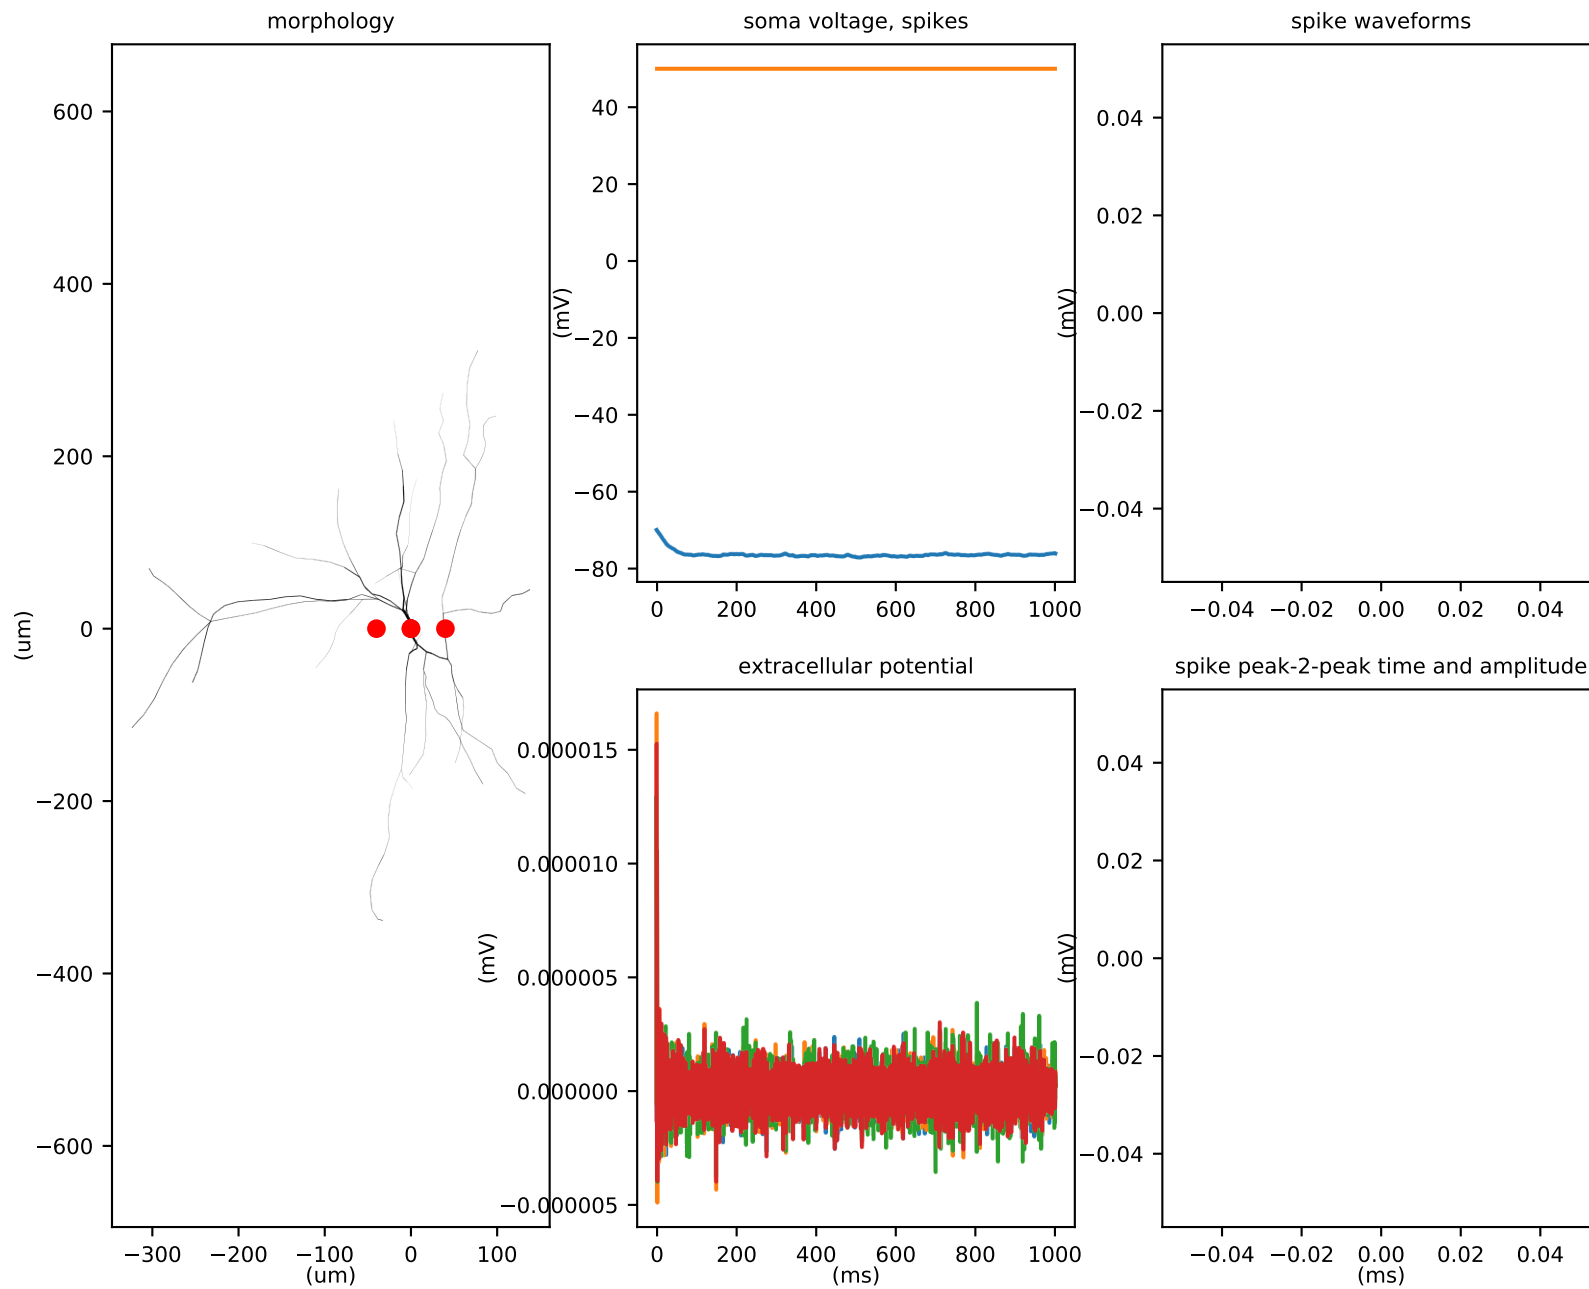 morphology
600
400
200
0
−200
−400
−600
(um)
−300 −200 −100 0 100
(um)
soma voltage, spikes
40
20
0
−20
−40
−60
−80
(mV)
0 200 400 600 800 1000
spike waveforms
0.04
0.02
0.00
−0.02
−0.04
(mV)
−0.04 −0.02 0.00 0.02 0.04
extracellular potential
0.000015
0.000010
0.000005
0.000000
−0.000005
(mV)
0 200 400 600 800 1000
(ms)
spike peak-2-peak time and amplitude
0.04
0.02
0.00
−0.02
−0.04
(mV)
−0.04 −0.02 0.00 0.02 0.04
(ms)